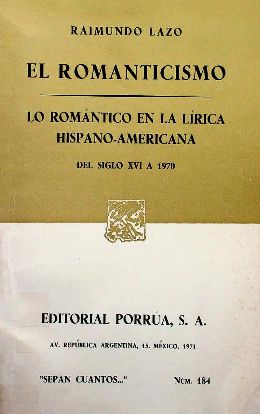 RAIMUNDO LAZO
EL ROMANTICISMO
LO ROMÁNTICO EN LA LÍRICA
HISPANO-AMERICANA
DEL SIGLO XVI A 1970
EDITORIAL PORRÚA, S. A.
AV. REPÚBLICA ARGENTINA, 15. MÉXICO, 1971
"SEPAN CUANTOS..." NÚM. 184